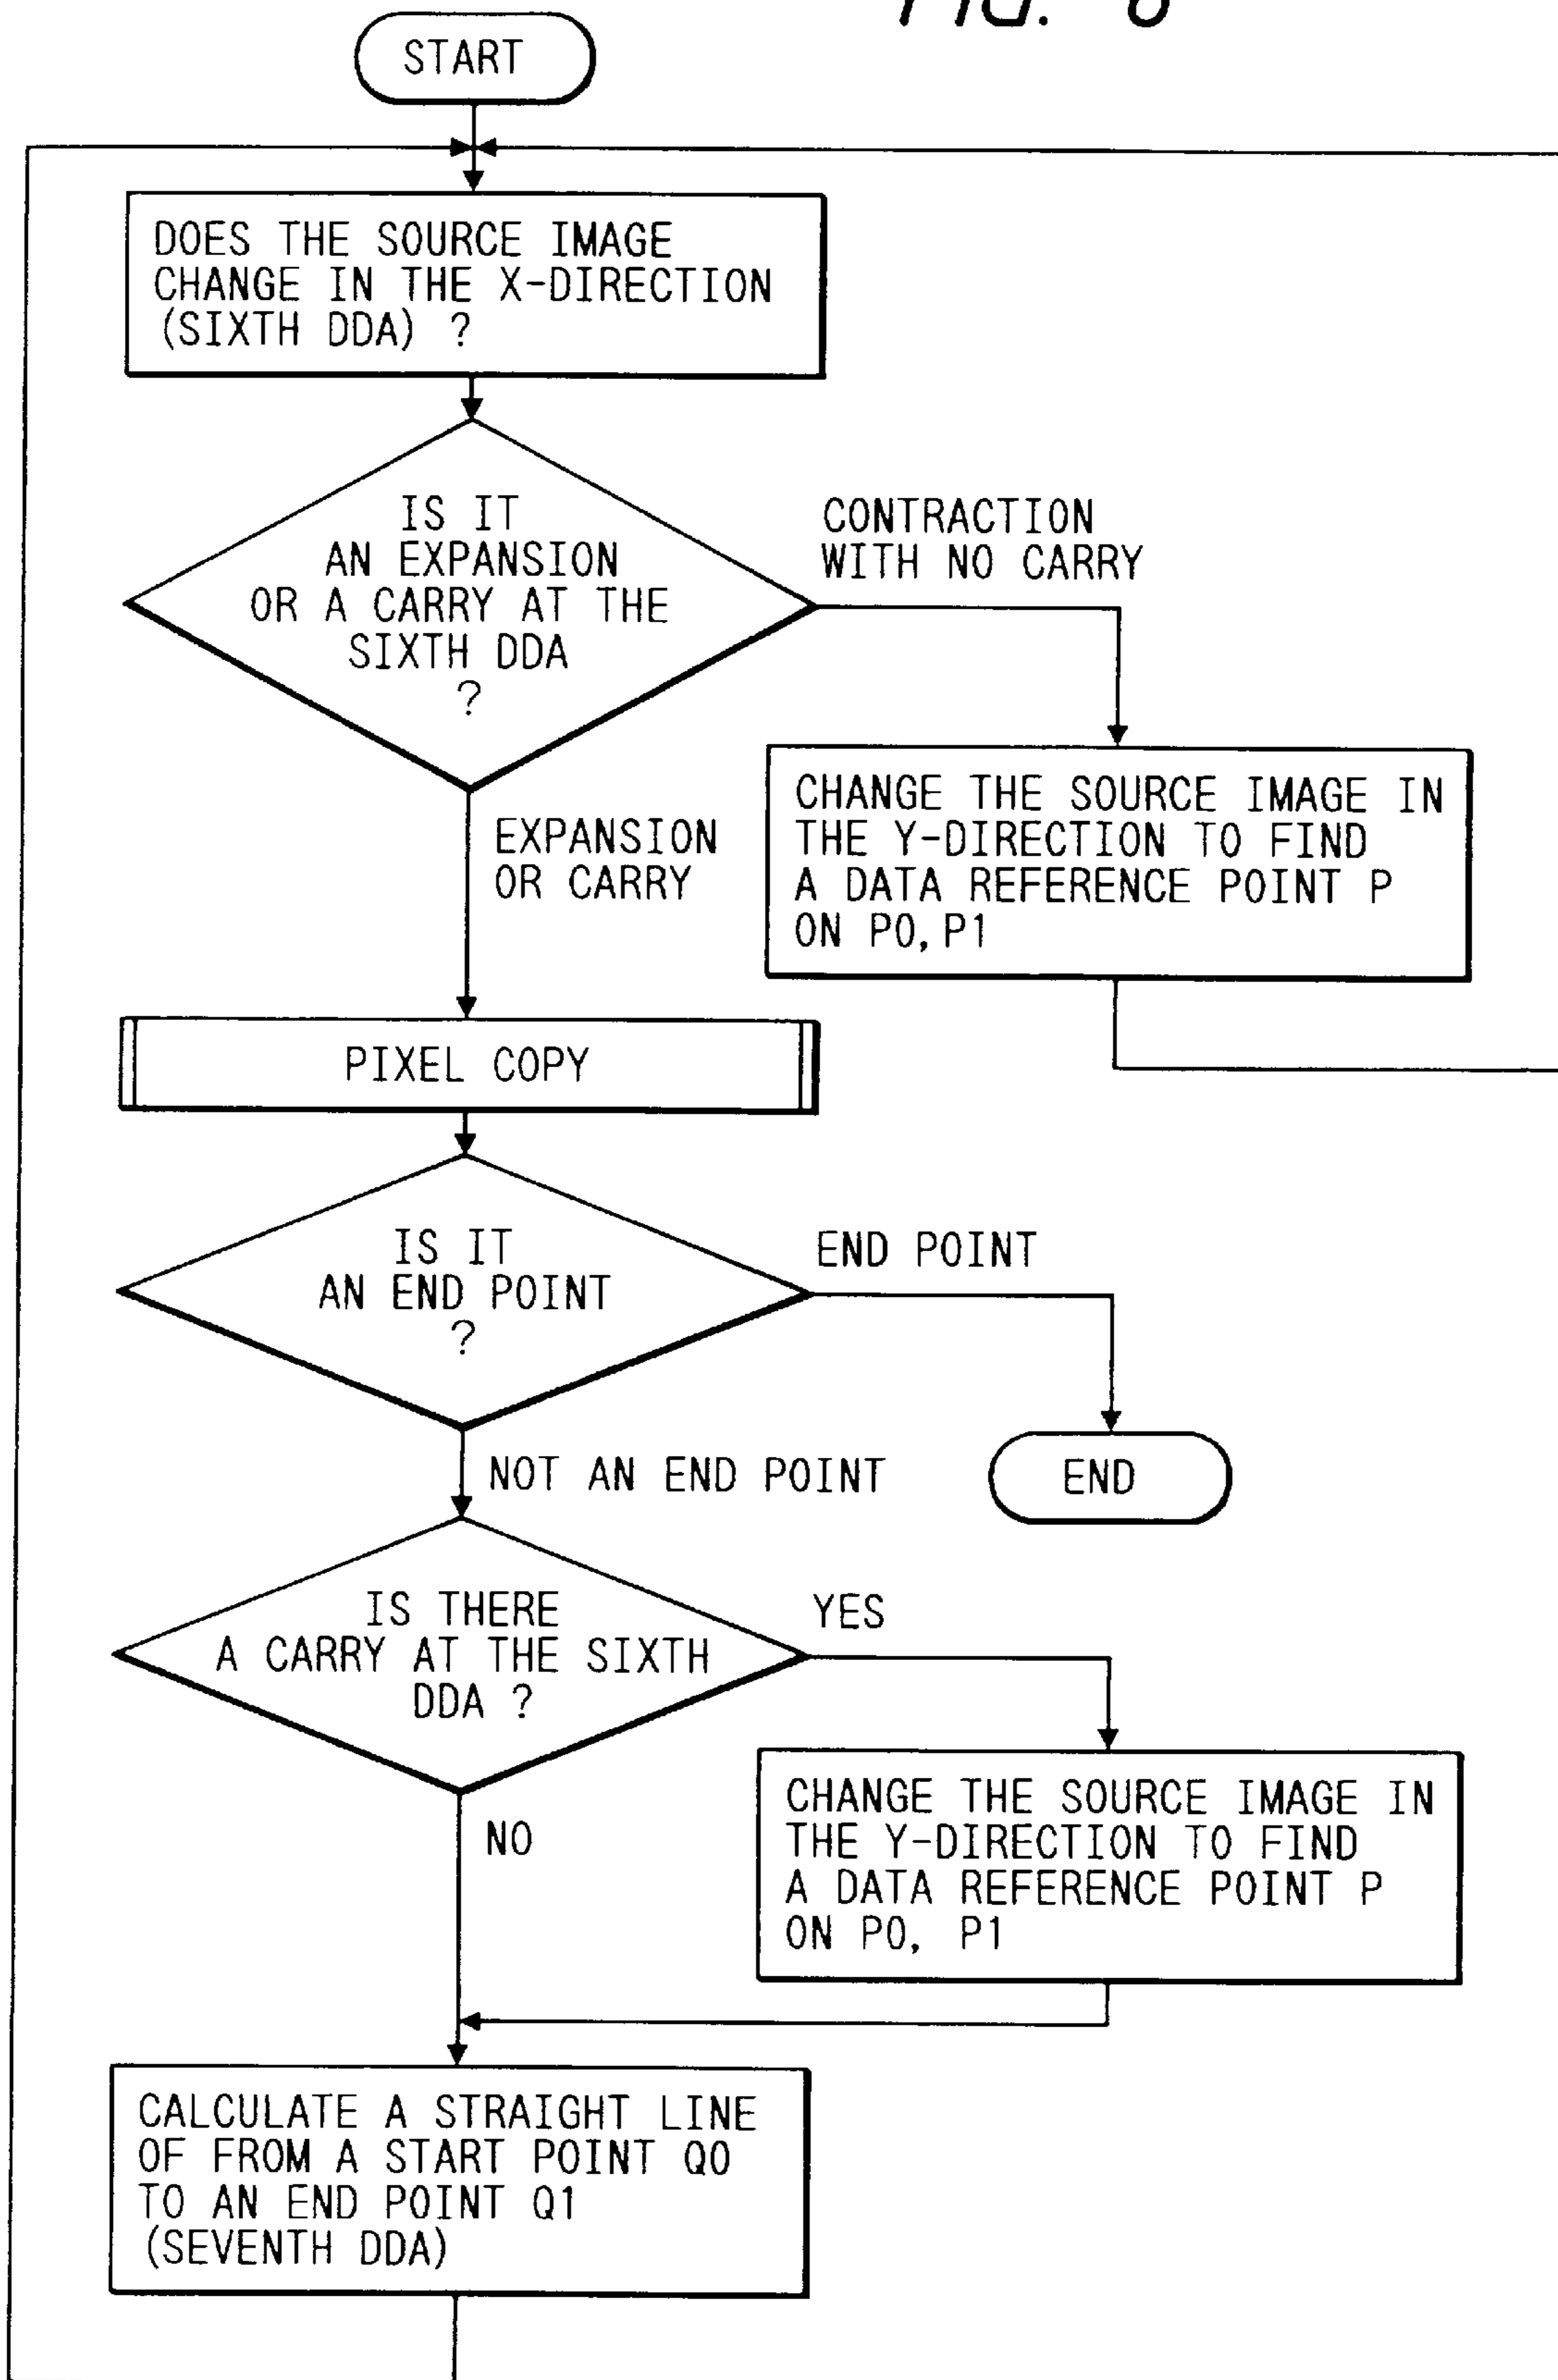 START
DOES THE SOURCE IMAGE
CHANGE IN THE X-DIRECTION
(SIXTH DDA) ?
IS IT
AN EXPANSION
OR A CARRY AT THE
SIXTH DDA
?
CONTRACTION
WITH NO CARRY
CHANGE THE SOURCE IMAGE IN
THE Y-DIRECTION TO FIND
A DATA REFERENCE POINT P
ON P0, P1
EXPANSION
OR CARRY
PIXEL COPY
IS IT
AN END POINT
?
END POINT
END
NOT AN END POINT
IS THERE
A CARRY AT THE SIXTH
DDA ?
YES
CHANGE THE SOURCE IMAGE IN
THE Y-DIRECTION TO FIND
A DATA REFERENCE POINT P
ON P0, P1
NO
CALCULATE A STRAIGHT LINE
OF FROM A START POINT Q0
TO AN END POINT Q1
(SEVENTH DDA)